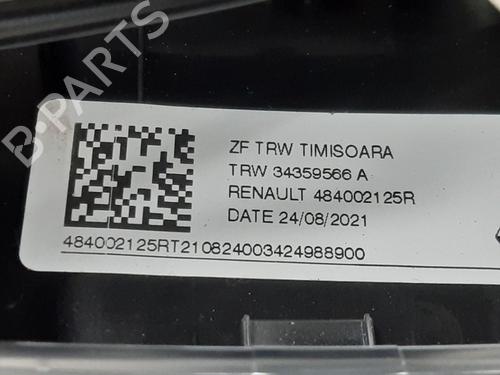 B-PARTS
ZF TRW TIMISOARA
TRW 34359566 A
RENAULT 484002125R
DATE 24/08/2021
484002125RT210824003424988900